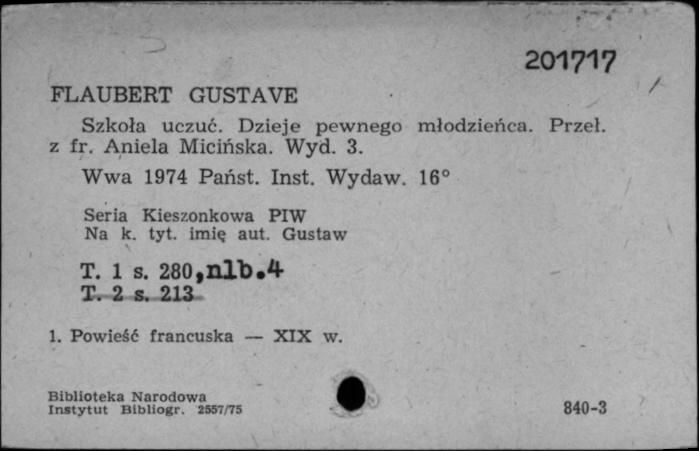 201717
FLAUBERT GUSTAVE
Szkoła uczuć. Dzieje pewnego młodzieńca. Przeł.
z fr. Aniela Micińska. Wyd. 3.
Wwa 1974 Państ. Inst. Wydaw. 16°
Seria Kieszonkowa PIW
Na k. tyt. imię aut. Gustaw
T. 1 s. 280, nlb. 4
T. 2 s. 213
1. Powieść francuska — XIX w.
Biblioteka Narodowa
Instytut Bibliogr. 2557/75
840-3